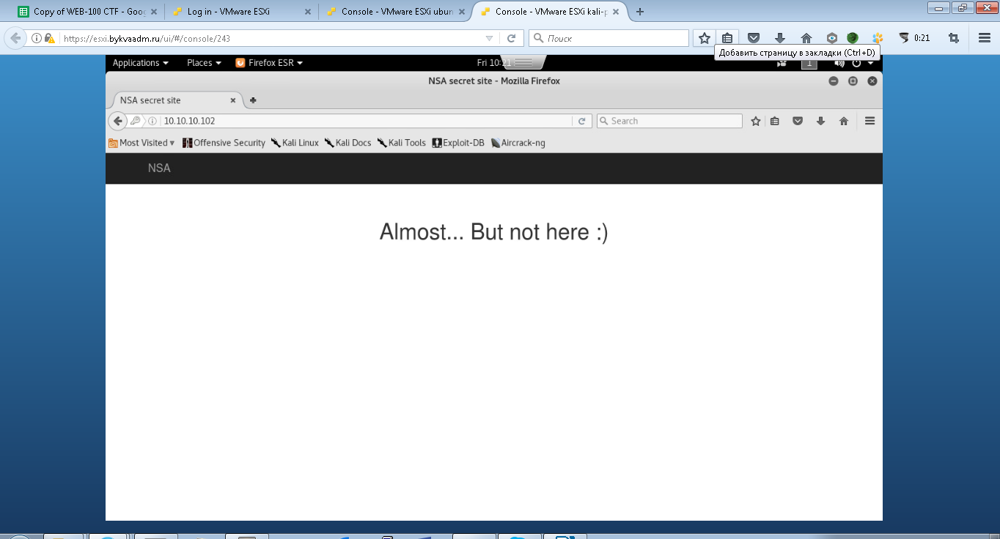 Copy of WEB-100 CTF - Goog
Log in - VMware ESXi
Console - VMware ESXi ubun
Console - VMware ESXi kali-p
https://esxi.bykvaadm.ru/ui/#/console/243
Поиск
0:21
Добавить страницу в закладки (Ctrl+D)
Applications
Places
Firefox ESR
Fri 10:21
1
NSA secret site - Mozilla Firefox
NSA secret site
10.10.10.102
Search
Most Visited
Offensive Security
Kali Linux
Kali Docs
Kali Tools
Exploit-DB
Aircrack-ng
NSA
Almost... But not here :)